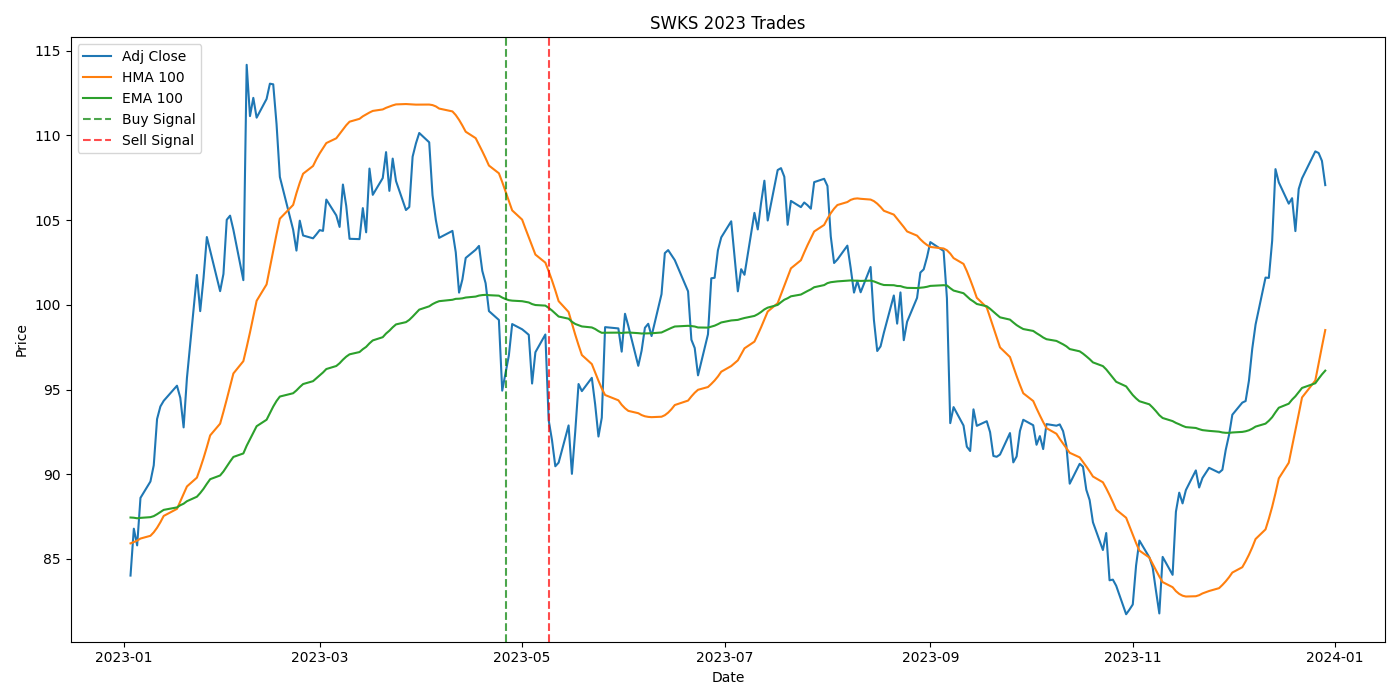 SWKS 2023 Trades
Adj Close
HMA 100
EMA 100
Buy Signal
Sell Signal
Price
115
110
105
100
95
90
85
2023-01
2023-03
2023-05
2023-07
2023-09
2023-11
2024-01
Date